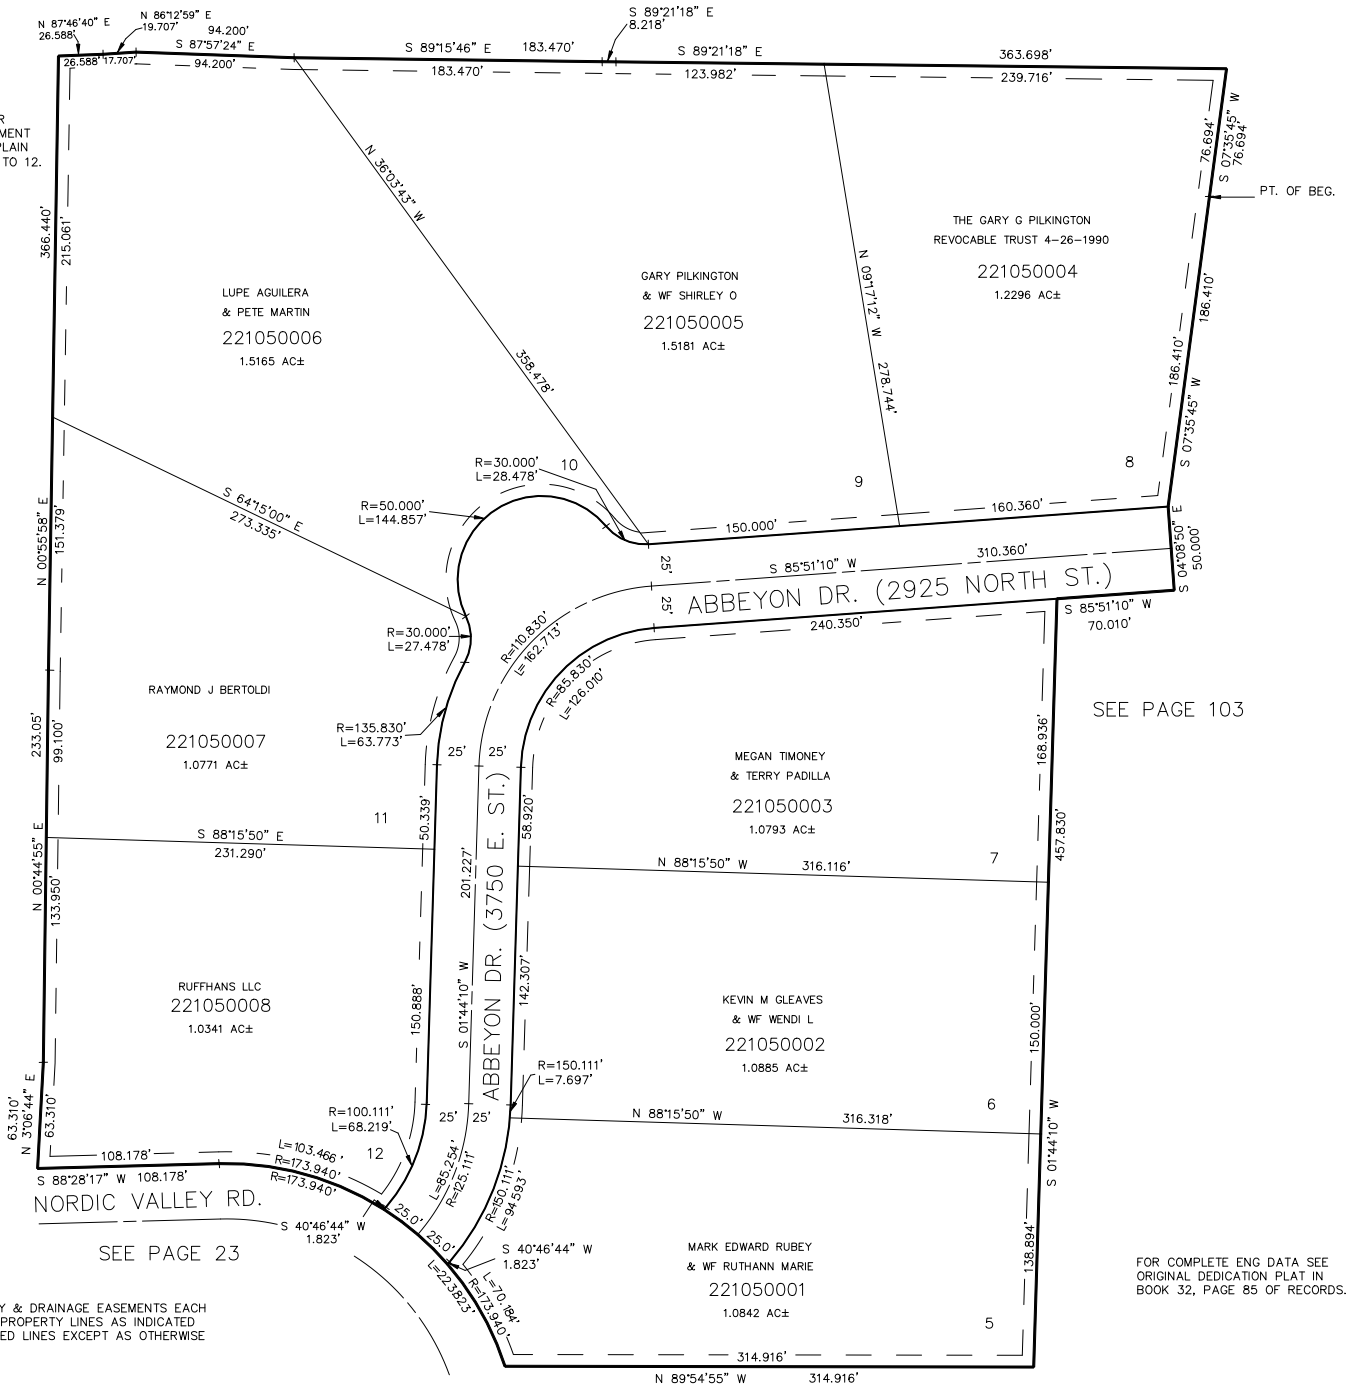 N 87°46'40" E
26.588'
N 86°12'59" E
19.707'
94.200'
S 87°57'24" E
S 89°15'46" E 183.470'
S 89°21'18" E
8.218'
S 89°21'18" E
363.698'
26.588'
17.707'
94.200'
183.470'
123.982'
239.716'
R
MENT
PLAIN
TO 12.
76.694'
S 07°35'45" W
76.694'
PT. OF BEG.
366.440'
215.061'
N 36°03'43" W
358.478'
N 09°17'12" W
278.744'
THE GARY G PILKINGTON
REVOCABLE TRUST 4-26-1990
221050004
1.2296 AC±
GARY PILKINGTON
& WF SHIRLEY O
221050005
1.5181 AC±
LUPE AGUILERA
& PETE MARTIN
221050006
1.5165 AC±
186.410'
186.410'
S 07°35'45" W
8
9
10
R=30.000'
L=28.478'
R=50.000'
L=144.857'
S 64°15'00" E
273.335'
N 00°55'58" E
151.379'
150.000'
160.360'
25'
25'
S 85°51'10" W
310.360'
ABBEYON DR. (2925 NORTH ST.)
S 04°08'50" E
50.000'
S 85°51'10" W
70.010'
240.350'
R=30.000'
L=27.478'
R=110.830'
L=162.713'
R=85.830'
L=126.010'
RAYMOND J BERTOLDI
221050007
1.0771 AC±
R=135.830'
L=63.773'
25'
25'
SEE PAGE 103
168.936'
233.05'
99.100'
MEGAN TIMONEY
& TERRY PADILLA
221050003
1.0793 AC±
11
50.339'
58.920'
S 88°15'50" E
231.290'
N 88°15'50" W
316.116'
7
457.830'
N 00°44'55" E
133.950'
201.227'
S 01°44'10" W
ABBEYON DR. (3750 E. ST.)
142.307'
150.888'
RUFFHANS LLC
221050008
1.0341 AC±
KEVIN M GLEAVES
& WF WENDI L
221050002
1.0885 AC±
150.000'
R=150.111'
L=7.697'
63.310'
N 3°06'44" E
63.310'
R=100.111'
L=68.219'
25'
25'
N 88°15'50" W
316.318'
6
S 01°44'10" W
12
108.178'
L=103.466'
R=173.940'
R=173.940'
S 88°28'17" W 108.178'
NORDIC VALLEY RD.
L=85.254'
R=125.111'
R=150.111'
L=94.593'
S 40°46'44" W
1.823'
25.0'
25.0'
S 40°46'44" W
1.823'
SEE PAGE 23
MARK EDWARD RUBEY
& WF RUTHANN MARIE
221050001
1.0842 AC±
138.894'
L=70.184'
R=173.940'
L=223.823'
5
FOR COMPLETE ENG DATA SEE
ORIGINAL DEDICATION PLAT IN
BOOK 32, PAGE 85 OF RECORDS.
Y & DRAINAGE EASEMENTS EACH
PROPERTY LINES AS INDICATED
ED LINES EXCEPT AS OTHERWISE
314.916'
N 89°54'55" W
314.916'